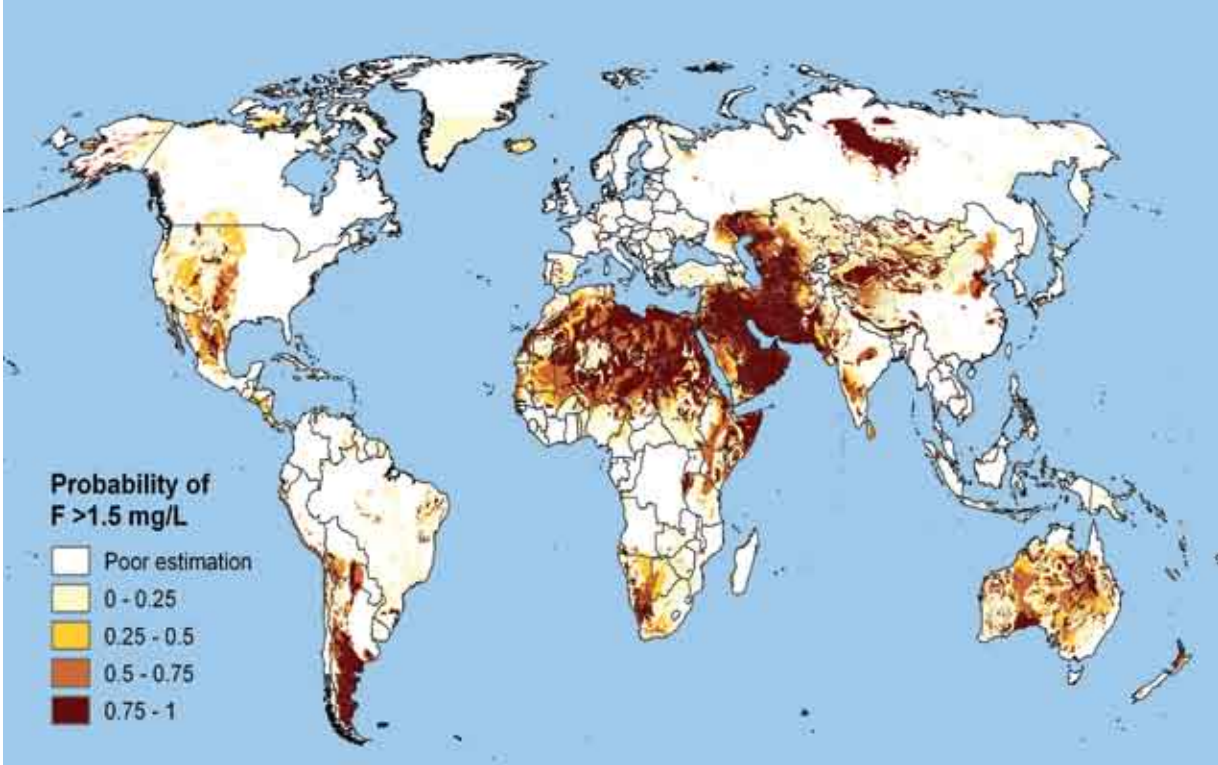 Probability of
F >1.5 mg/L
Poor estimation
0 - 0.25
0.25 - 0.5
0.5 - 0.75
0.75 - 1